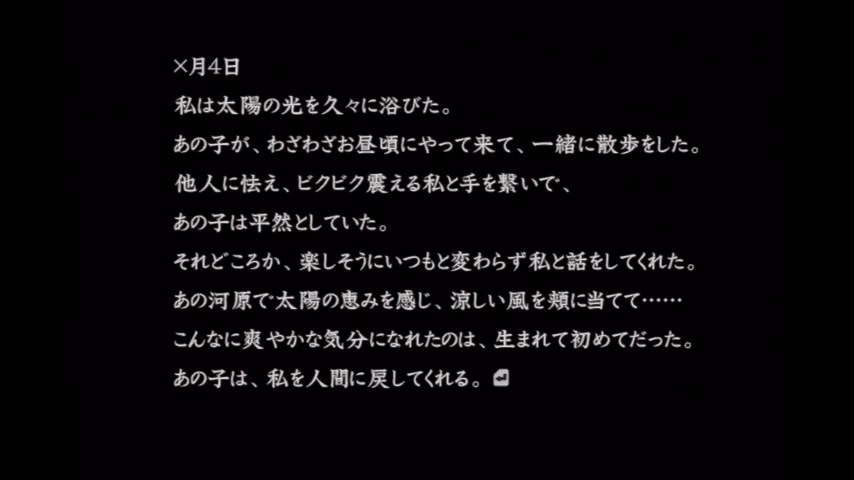 ×月4日
私は太陽の光を久々に浴びた。
あの子が、わざわざお昼頃にやって来て、一緒に散歩をした。
他人に怯え、ビクビク震える私と手を繋いで、
あの子は平然としていた。
それどころか、楽しそうにいつもと変わらず私と話をしてくれた。
あの河原で太陽の恵みを感じ、涼しい風を頬に当てて……
こんなに爽やかな気分になれたのは、生まれて初めてだった。
あの子は、私を人間に戻してくれる。